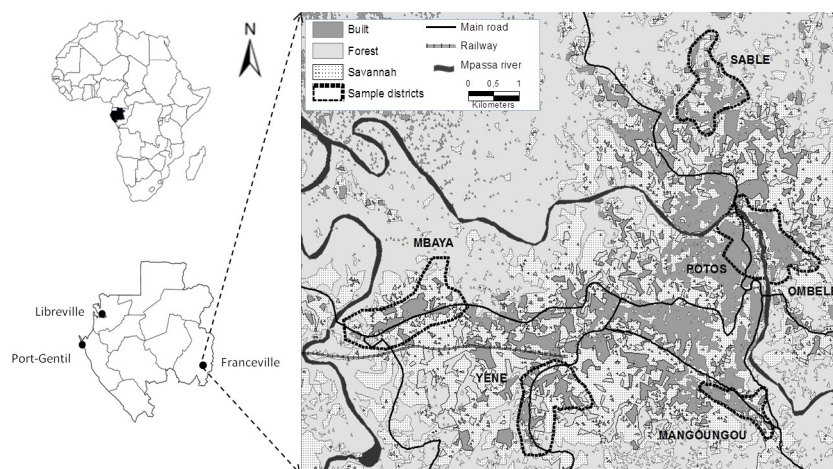 N
Built
Forest
Savannah
Sample districts
Main road
Railway
Mpassa river
0 0.5 1
Kilometers
SABLE
MBAYA
POTOS
OMBELE
YENE
MANGOUNGOU
Libreville
Port-Gentil
Franceville